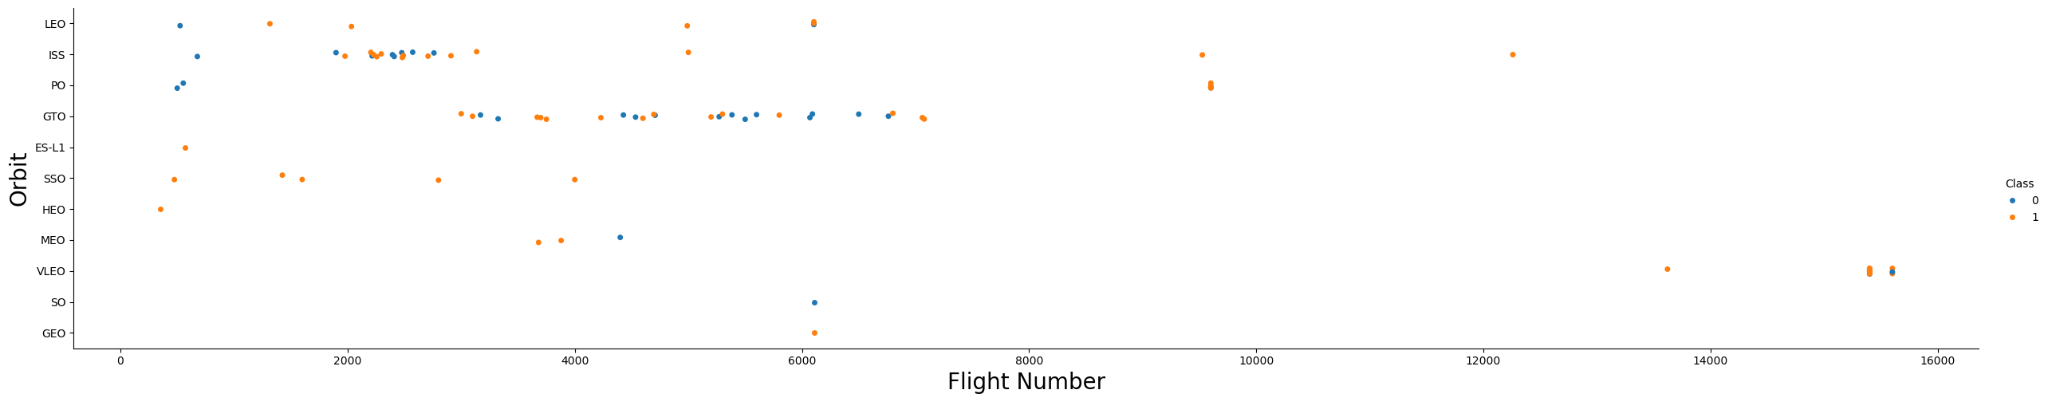 LEO
ISS
PO
GTO
ES-L1
SSO
HEO
MEO
VLEO
SO
GEO
Orbit
0 2000 4000 6000 8000 10000 12000 14000 16000
Flight Number
Class
0
1